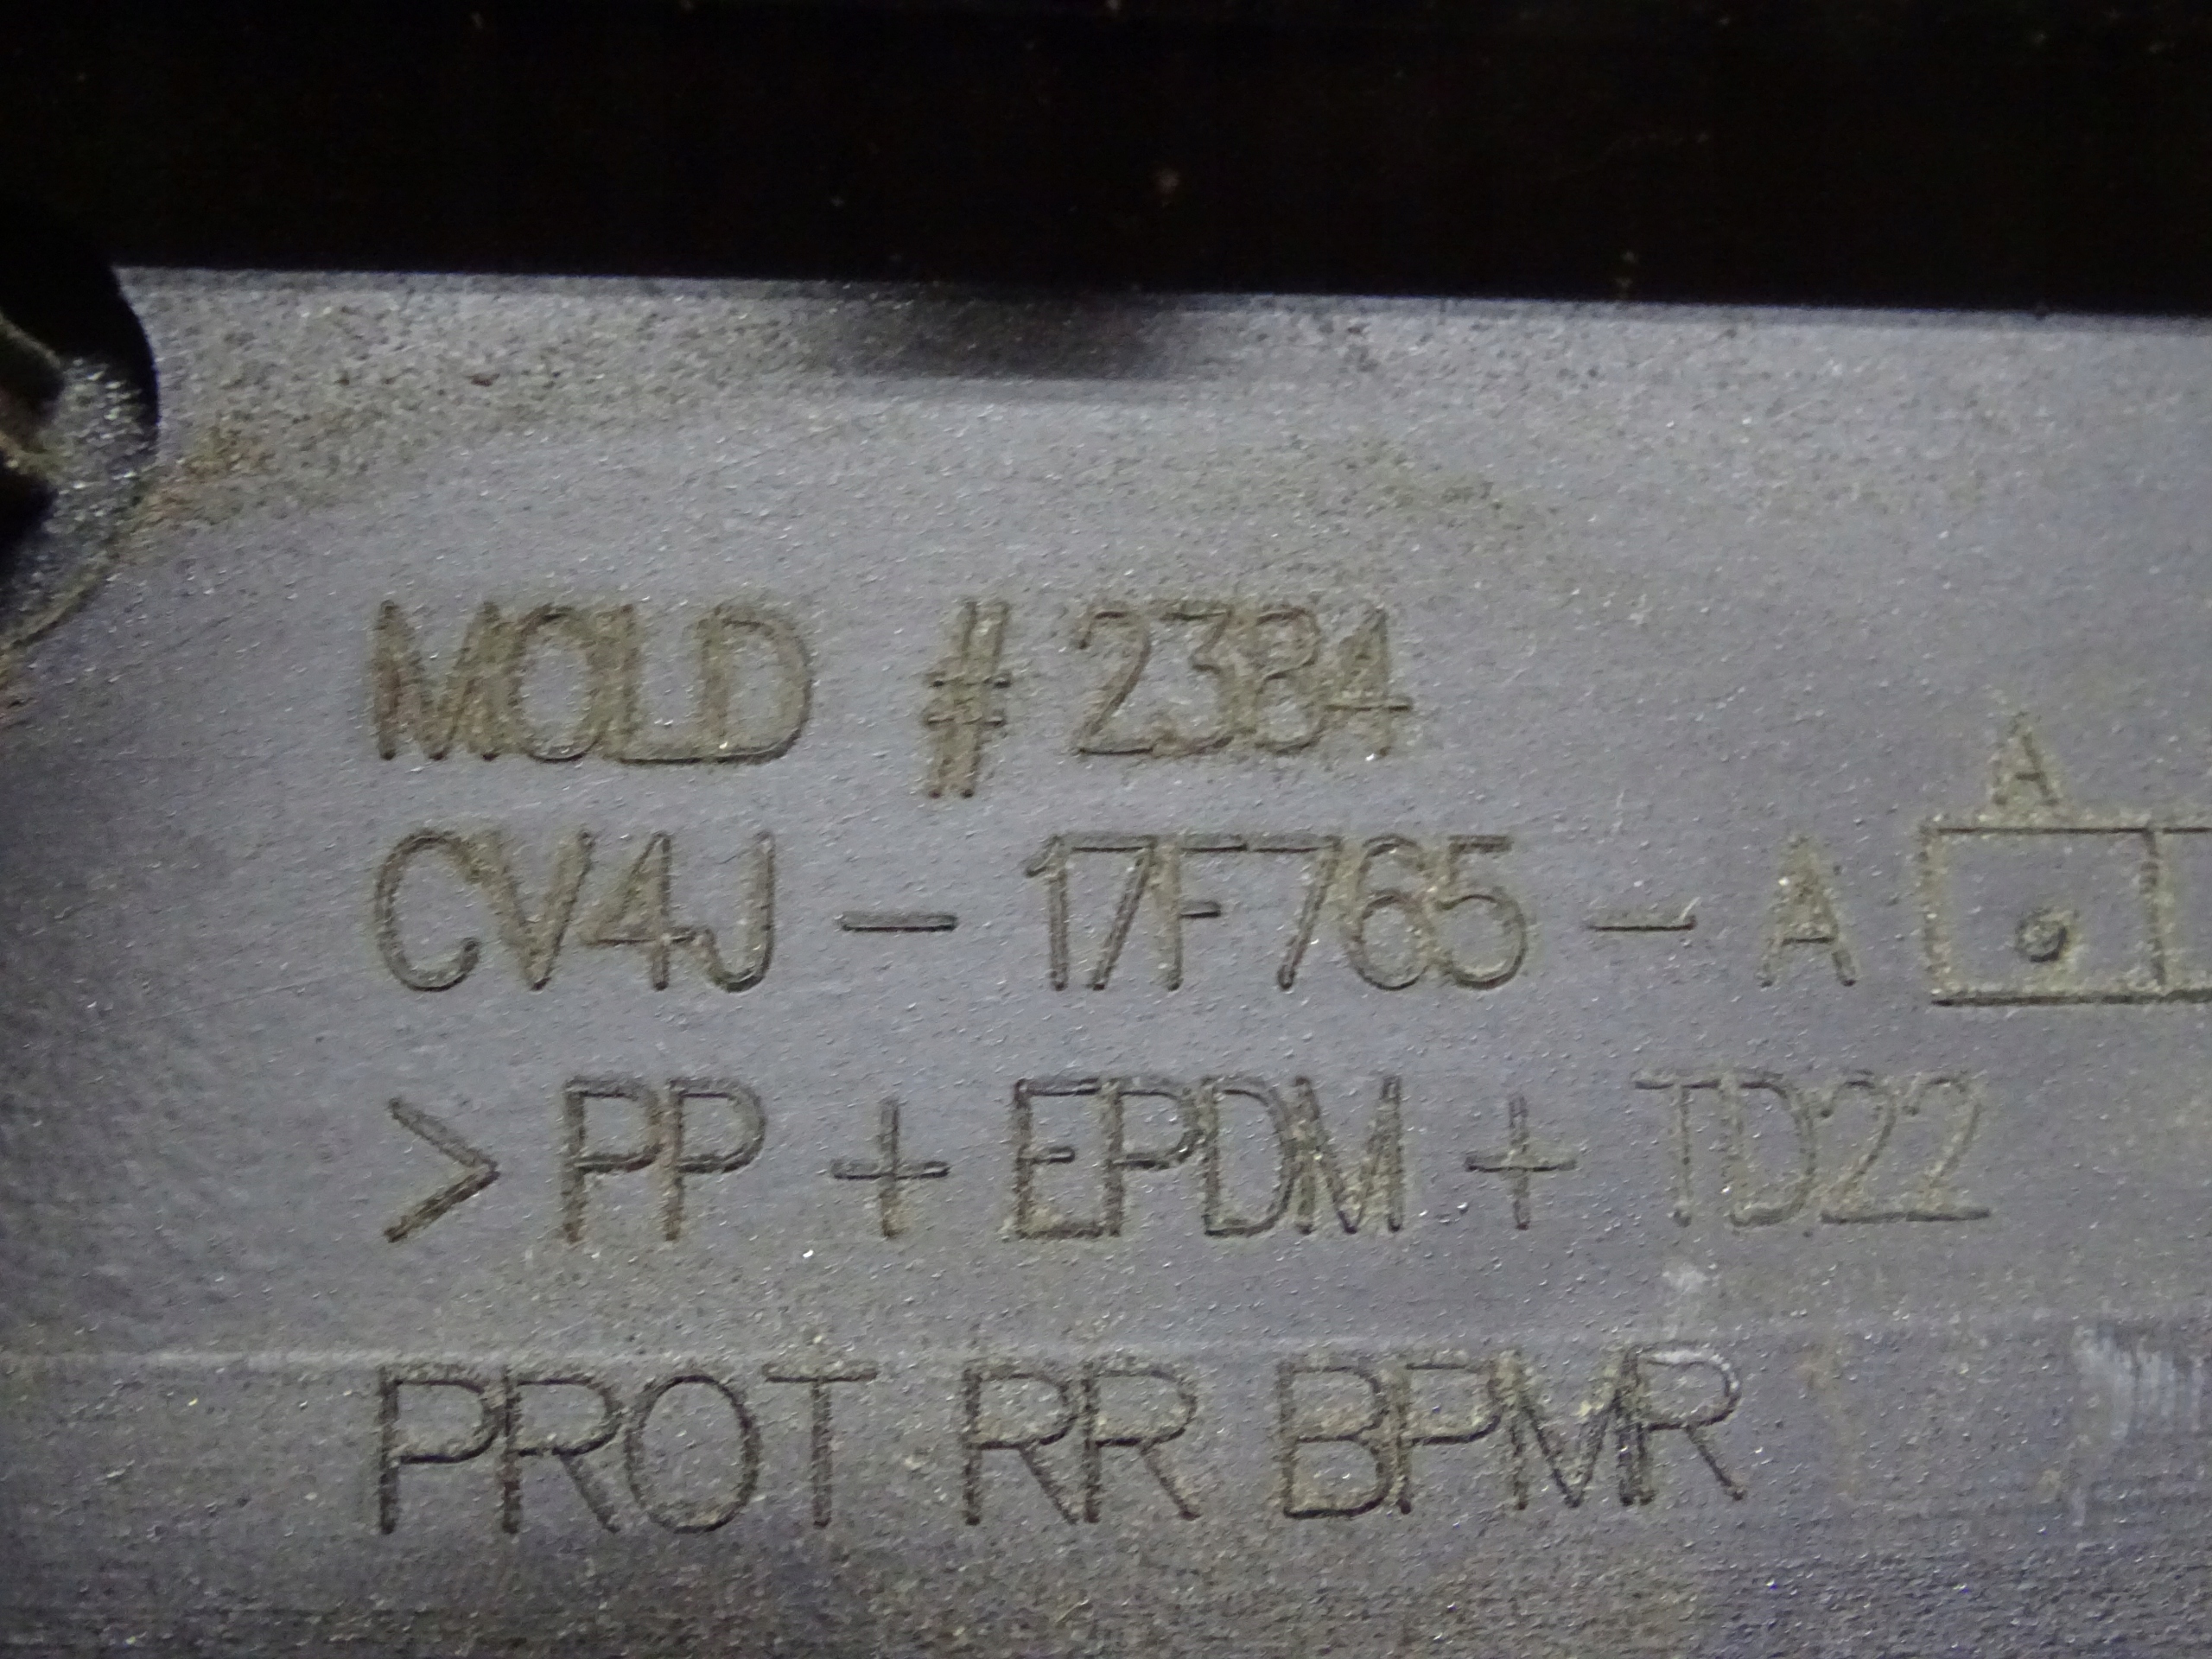 MOLD # 2384
CV4J - 17F765 - A
A
> PP + EPDM + TD22
PROT RR BPMR